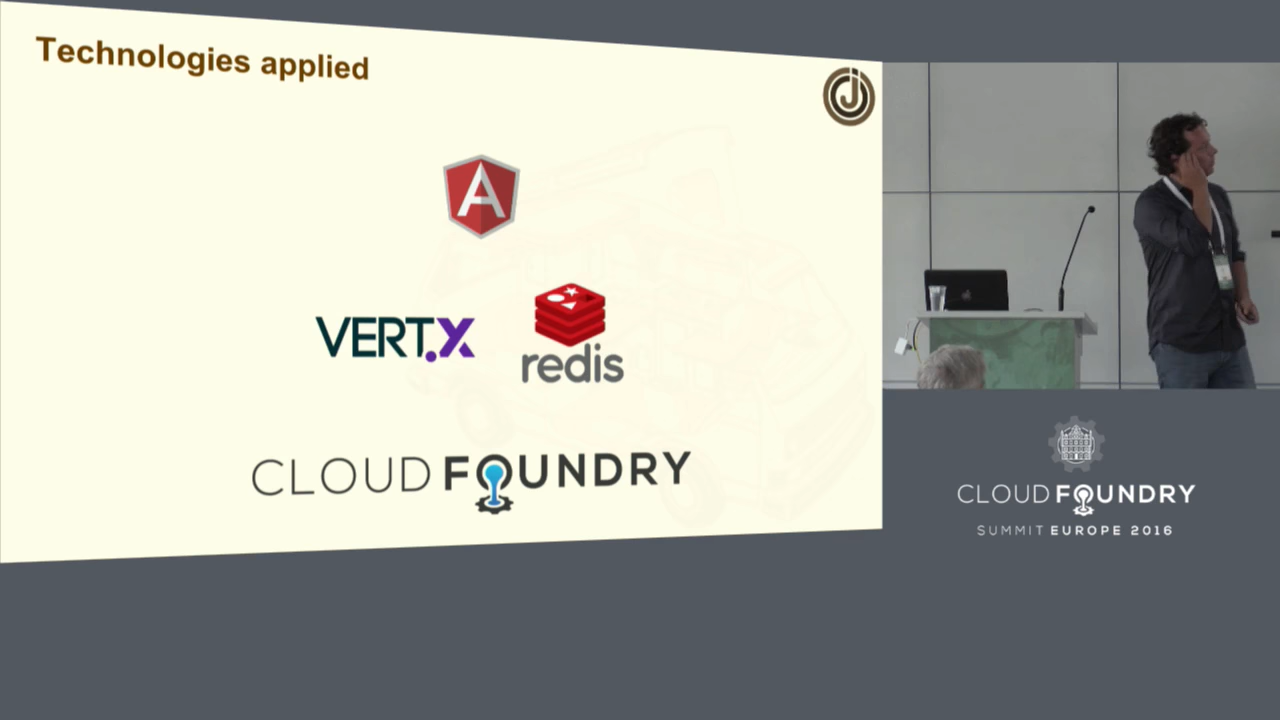 Technologies applied
VERT.X
redis
CLOUD FOUNDRY
CLOUD FOUNDRY
SUMMIT EUROPE 2016